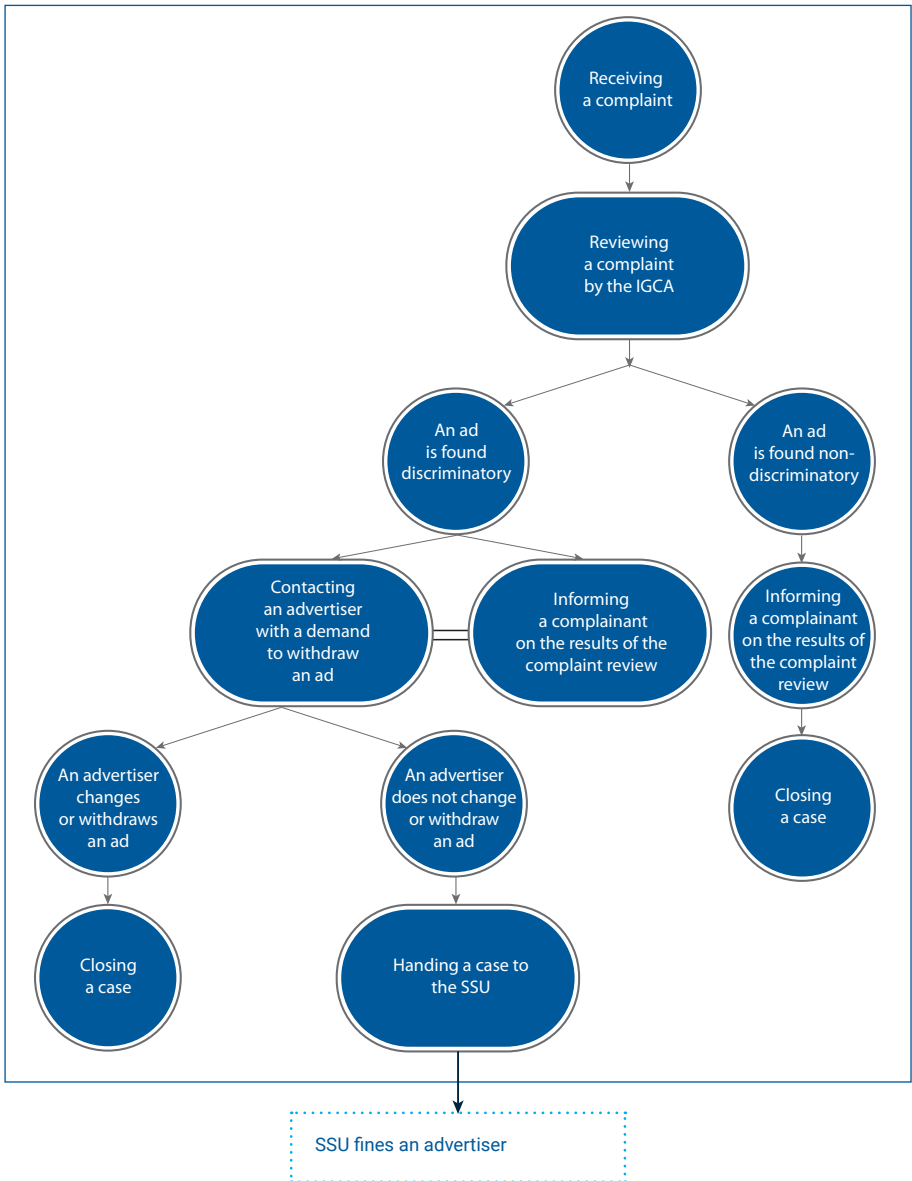 Receiving
a complaint
Reviewing
a complaint
by the IGCA
An ad
is found
discriminatory
An ad
is found non-
discriminatory
Contacting
an advertiser
with a demand
to withdraw
an ad
Informing
a complainant
on the results of the
complaint review
Informing
a complainant
on the results of
the complaint
review
An advertiser
changes
or withdraws
an ad
An advertiser
does not change
or withdraw
an ad
Closing
a case
Closing
a case
Handing a case to
the SSU
SSU fines an advertiser